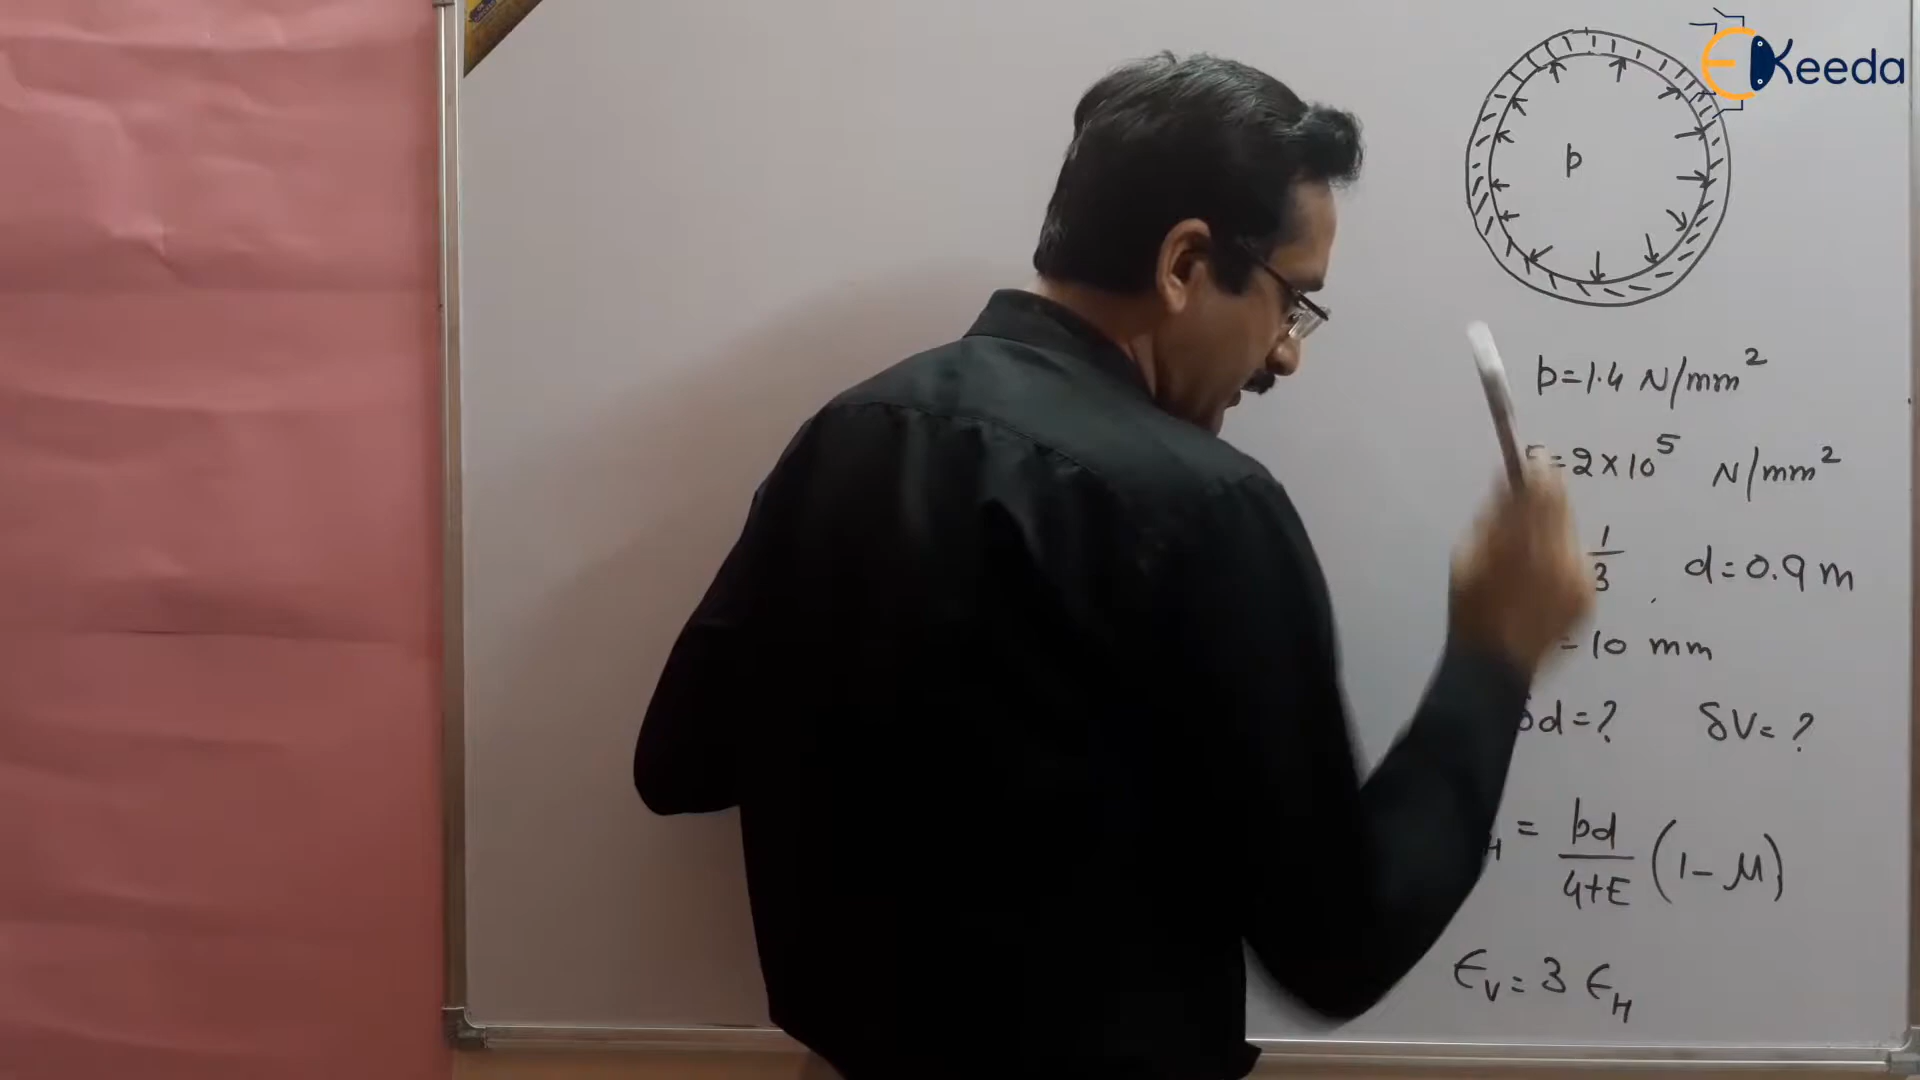 EKeeda
p
p=1.4 N/mm²
=2×10⁵ N/mm²
1/3 d=0.9 m
=10 mm
δd=? δV=?
H = pd/4tE (1-μ)
ϵV=3 ϵH